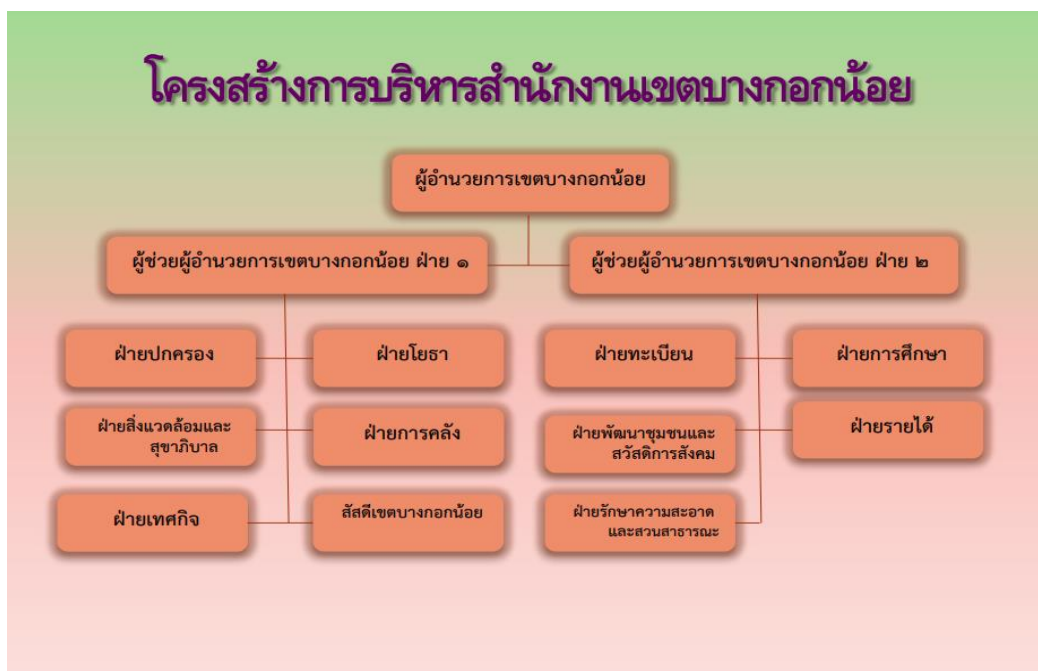 โครงสร้างการบริหารสำนักงานเขตบางกอกน้อย
ผู้อำนวยการเขตบางกอกน้อย
ผู้ช่วยผู้อำนวยการเขตบางกอกน้อย ฝ่าย ๑
ผู้ช่วยผู้อำนวยการเขตบางกอกน้อย ฝ่าย ๒
ฝ่ายปกครอง
ฝ่ายโยธา
ฝ่ายสิ่งแวดล้อมและ
สุขาภิบาล
ฝ่ายการคลัง
ฝ่ายเทศกิจ
สัสดีเขตบางกอกน้อย
ฝ่ายทะเบียน
ฝ่ายการศึกษา
ฝ่ายพัฒนาชุมชนและ
สวัสดิการสังคม
ฝ่ายรายได้
ฝ่ายรักษาความสะอาด
และสวนสาธารณะ